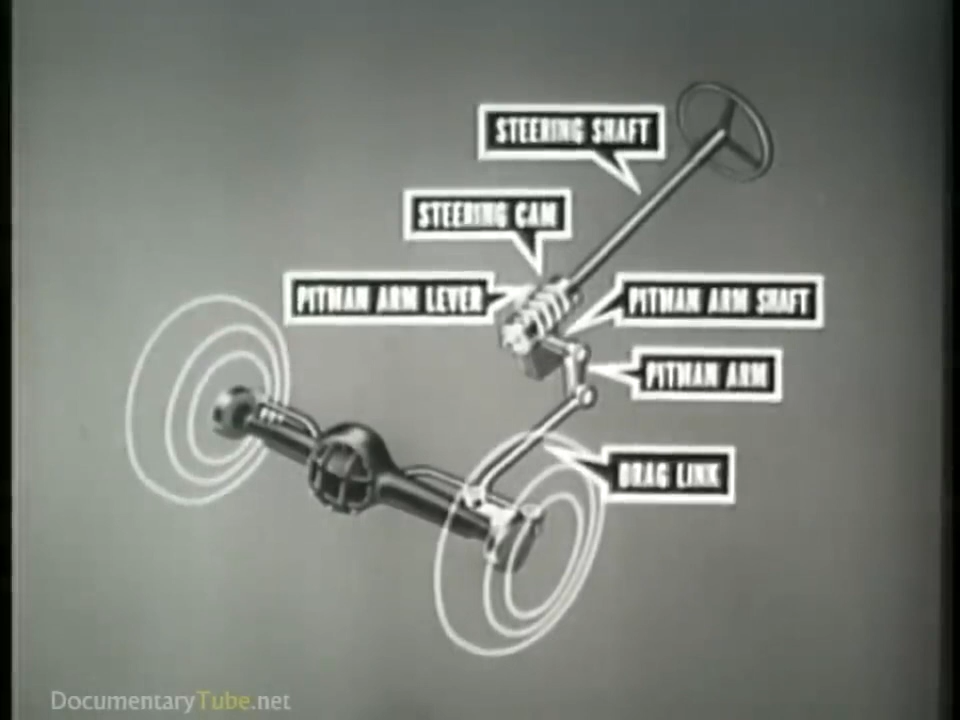 STEERING SHAFT
STEERING CAM
PITMAN ARM LEVER
PITMAN ARM SHAFT
PITMAN ARM
DRAG LINK
DocumentaryTube.net